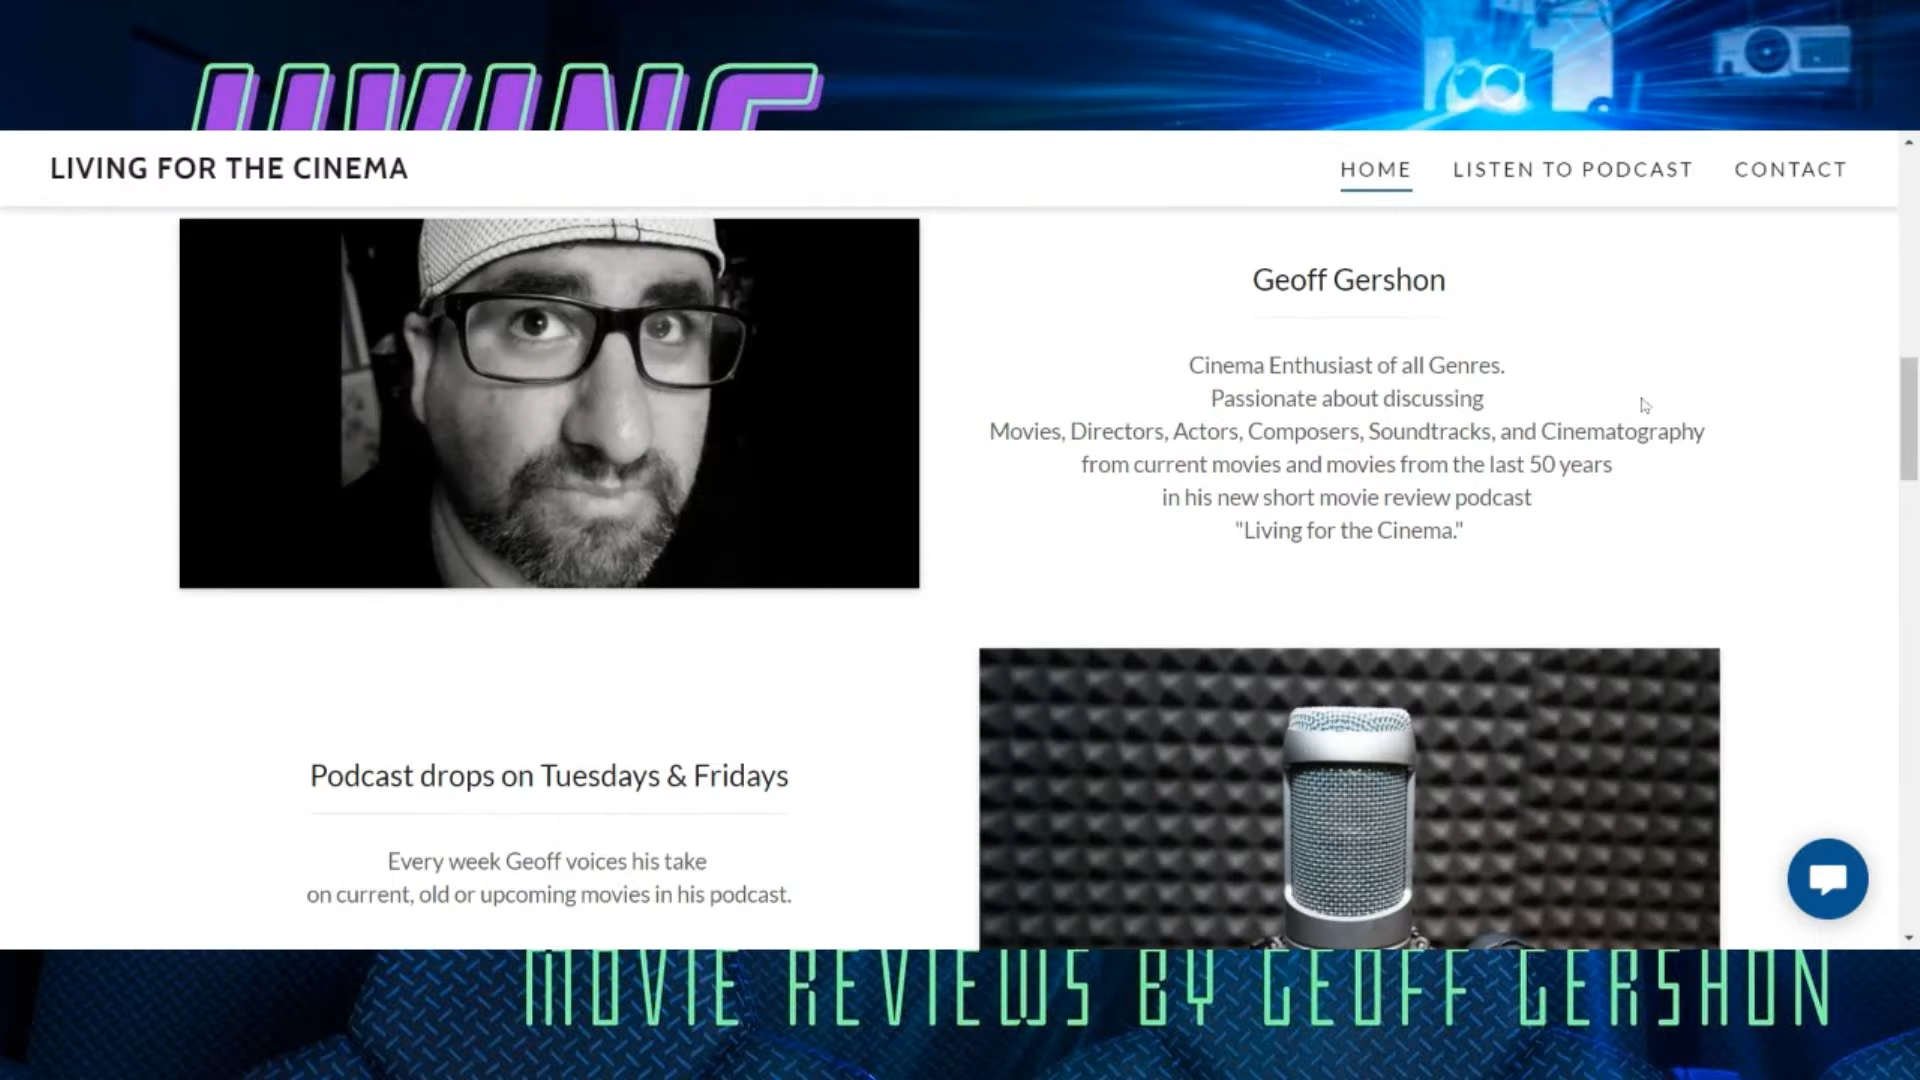 LIVING
LIVING FOR THE CINEMA
HOME
LISTEN TO PODCAST
CONTACT
Geoff Gershon
Cinema Enthusiast of all Genres.
Passionate about discussing
Movies, Directors, Actors, Composers, Soundtracks, and Cinematography
from current movies and movies from the last 50 years
in his new short movie review podcast
"Living for the Cinema."
Podcast drops on Tuesdays & Fridays
Every week Geoff voices his take
on current, old or upcoming movies in his podcast.
MOVIE REVIEWS BY GEOFF GERSHON